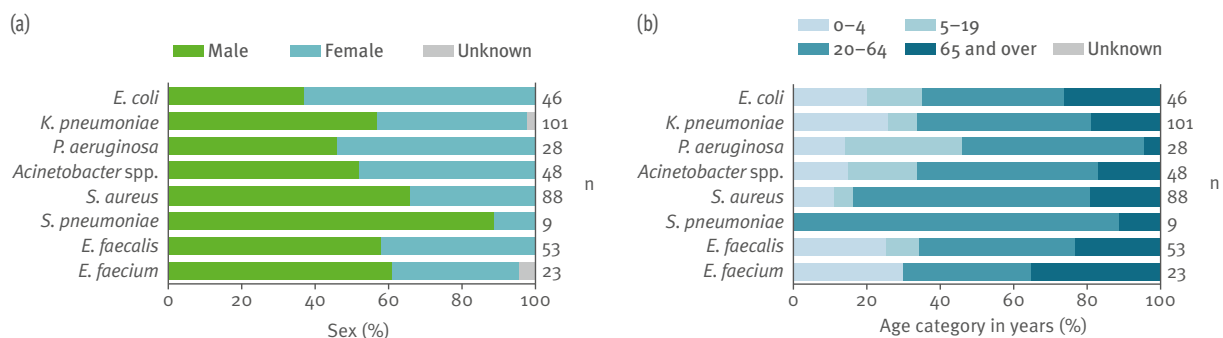 (a)
Male Female Unknown
E. coli 46
K. pneumoniae 101
P. aeruginosa 28
Acinetobacter spp. 48
S. aureus 88
S. pneumoniae 9
E. faecalis 53
E. faecium 23
n
0 20 40 60 80 100
Sex (%)
(b)
0–4 5–19
20–64 65 and over Unknown
E. coli 46
K. pneumoniae 101
P. aeruginosa 28
Acinetobacter spp. 48
S. aureus 88
S. pneumoniae 9
E. faecalis 53
E. faecium 23
n
0 20 40 60 80 100
Age category in years (%)